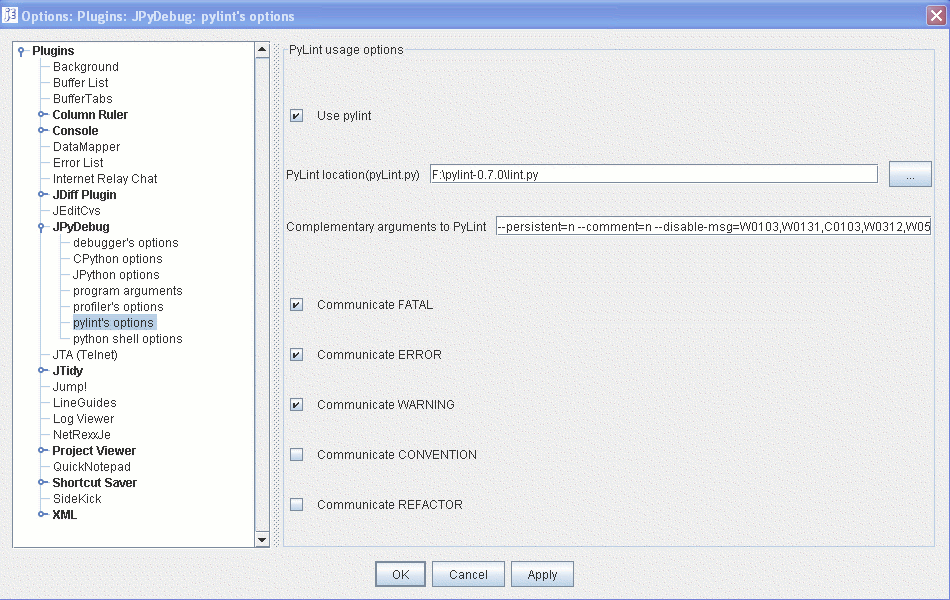 Options: Plugins: JPyDebug: pylint's options
Plugins
Background
Buffer List
BufferTabs
Column Ruler
Console
DataMapper
Error List
Internet Relay Chat
JDiff Plugin
JEditCvs
JPyDebug
debugger's options
CPython options
JPython options
program arguments
profiler's options
pylint's options
python shell options
JTA (Telnet)
JTidy
Jump!
LineGuides
Log Viewer
NetRexxJe
Project Viewer
QuickNotepad
Shortcut Saver
SideKick
XML
PyLint usage options
Use pylint
PyLint location(pyLint.py) F:\pylint-0.7.0\lint.py ...
Complementary arguments to PyLint --persistent=n --comment=n --disable-msg=W0103,W0131,C0103,W0312,W05
Communicate FATAL
Communicate ERROR
Communicate WARNING
Communicate CONVENTION
Communicate REFACTOR
OK Cancel Apply